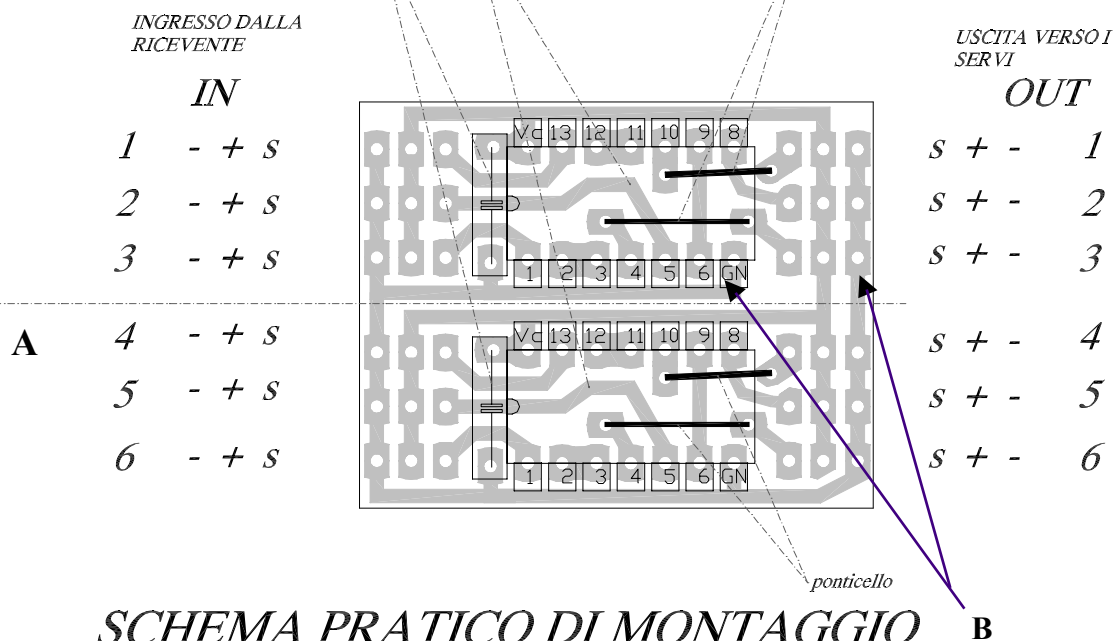 INGRESSO DALLA
RICEVENTE
USCITA VERSO I
SERVI
IN
OUT
1 - + s
Vc 13 12 11 10 9 8
s + - 1
2 - + s
s + - 2
3 - + s
s + - 3
1 2 3 4 5 6 GN
A
4 - + s
Vc 13 12 11 10 9 8
s + - 4
5 - + s
s + - 5
6 - + s
s + - 6
1 2 3 4 5 6 GN
ponticello
SCHEMA PRATICO DI MONTAGGIO
B